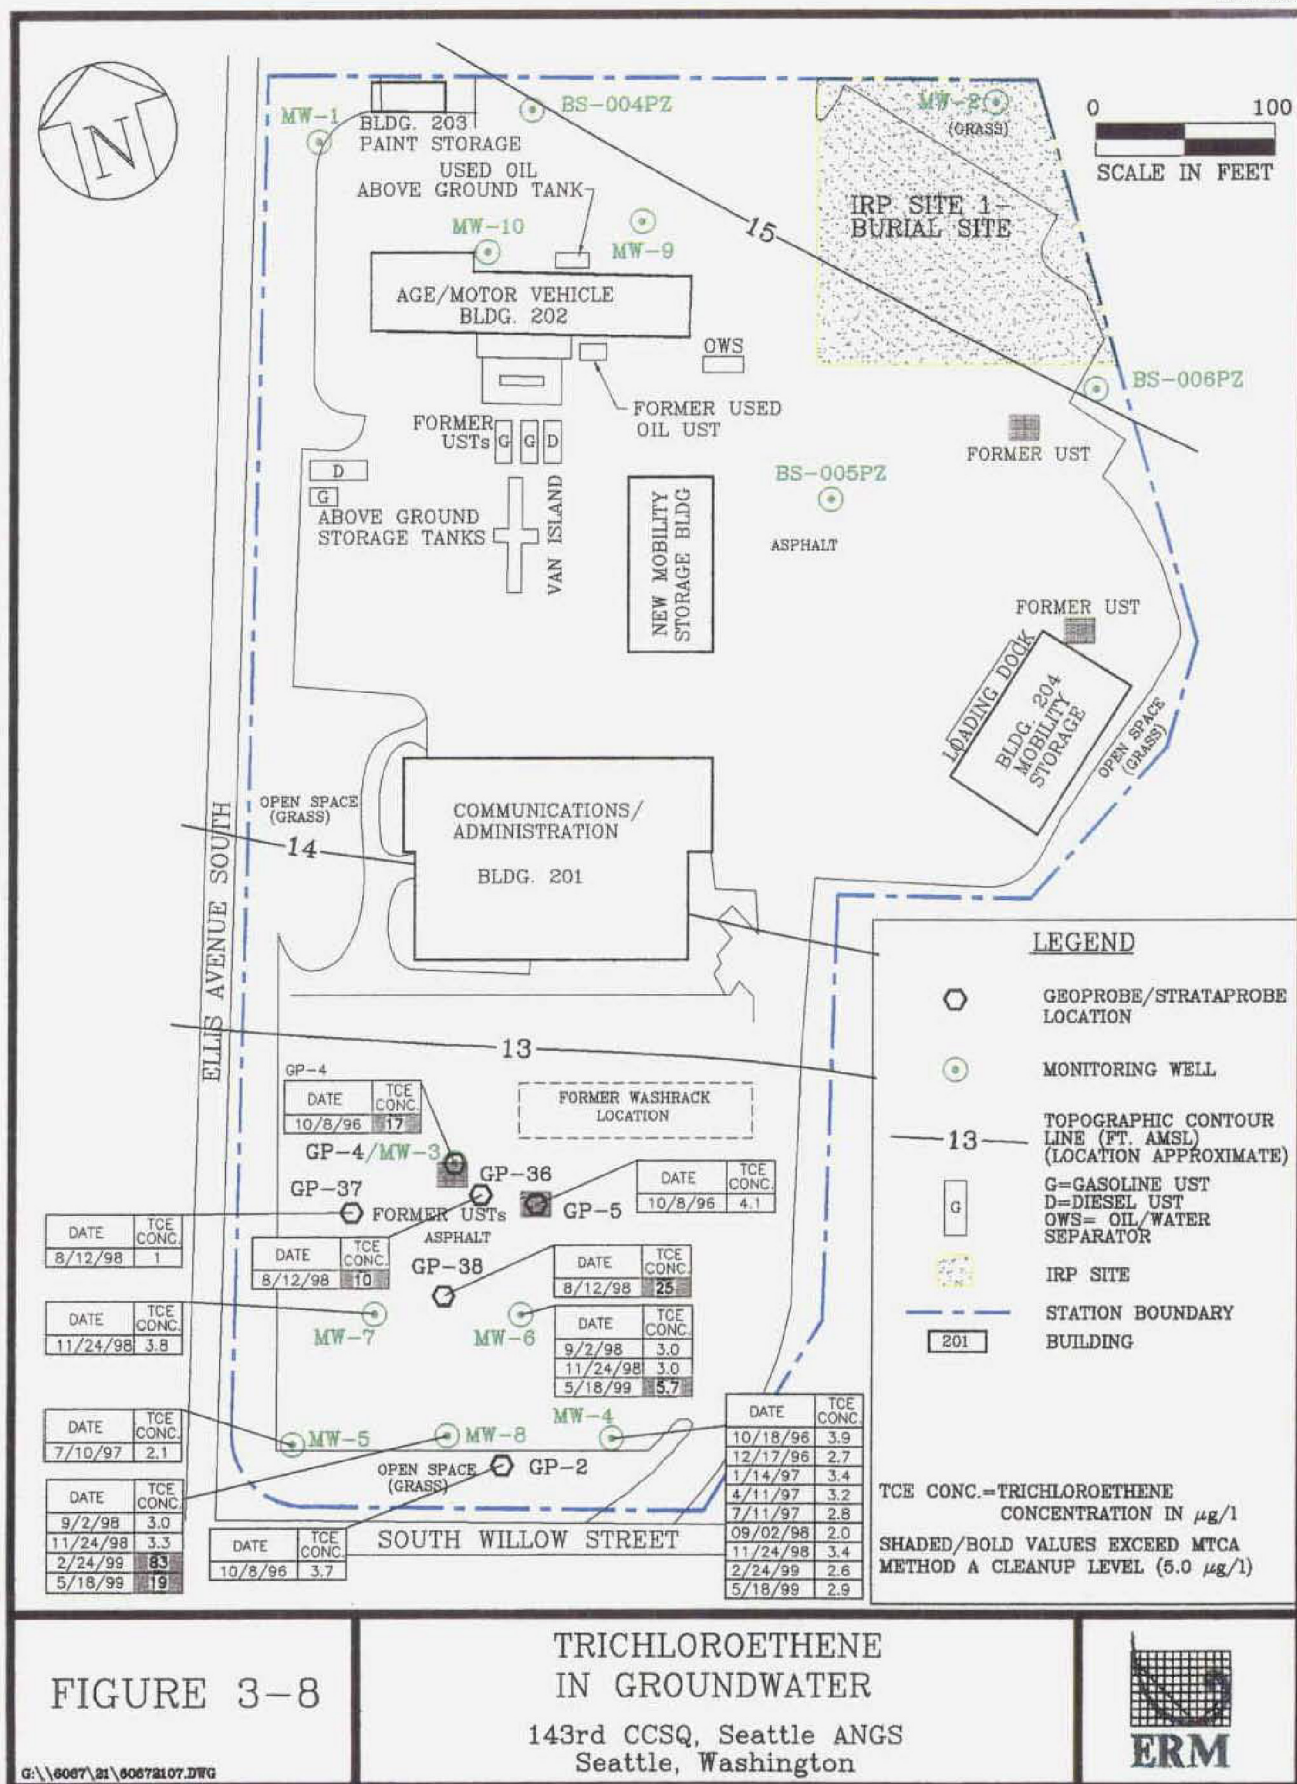 MW-1
BLDG. 203
PAINT STORAGE
BS-004PZ
MW-2
(GRASS)
0 100
SCALE IN FEET
N
USED OIL
ABOVE GROUND TANK
MW-10
MW-9
15
IRP SITE 1-
BURIAL SITE
AGE/MOTOR VEHICLE
BLDG. 202
OWS
BS-006PZ
FORMER USED
OIL UST
FORMER
USTs
G G D
FORMER UST
D
G
ABOVE GROUND
STORAGE TANKS
VAN ISLAND
NEW MOBILITY
STORAGE BLDG
BS-005PZ
ASPHALT
FORMER UST
LOADING DOCK
BLDG. 204
MOBILITY
STORAGE
OPEN SPACE
(GRASS)
OPEN SPACE
(GRASS)
14
COMMUNICATIONS/
ADMINISTRATION
BLDG. 201
ELLIS AVENUE SOUTH
13
GP-4
DATE TCE CONC.
10/8/96 17
FORMER WASHRACK
LOCATION
GP-4/MW-3
GP-36
GP-37
FORMER USTs
ASPHALT
GP-5
DATE TCE CONC.
10/8/96 4.1
DATE TCE CONC.
8/12/98 1
DATE TCE CONC.
8/12/98 10
GP-38
DATE TCE CONC.
8/12/98 25
DATE TCE CONC.
11/24/98 3.8
MW-7
MW-6
DATE TCE CONC.
9/2/98 3.0
11/24/98 3.0
5/18/99 5.7
DATE TCE CONC.
7/10/97 2.1
MW-5
MW-8
MW-4
DATE TCE CONC.
10/18/96 3.9
12/17/96 2.7
1/14/97 3.4
4/11/97 3.2
7/11/97 2.8
09/02/98 2.0
11/24/98 3.4
2/24/99 2.6
5/18/99 2.9
OPEN SPACE
(GRASS)
GP-2
DATE TCE CONC.
9/2/98 3.0
11/24/98 3.3
2/24/99 83
5/18/99 19
DATE TCE CONC.
10/8/96 3.7
SOUTH WILLOW STREET
LEGEND
GEOPROBE/STRATAPROBE
LOCATION
MONITORING WELL
13
TOPOGRAPHIC CONTOUR
LINE (FT. AMSL)
(LOCATION APPROXIMATE)
G
G=GASOLINE UST
D=DIESEL UST
OWS= OIL/WATER
SEPARATOR
IRP SITE
STATION BOUNDARY
201
BUILDING
TCE CONC.=TRICHLOROETHENE
CONCENTRATION IN µg/l
SHADED/BOLD VALUES EXCEED MTCA
METHOD A CLEANUP LEVEL (5.0 µg/l)
FIGURE 3-8
G:\\6067\21\60672107.DWG
TRICHLOROETHENE
IN GROUNDWATER
143rd CCSQ, Seattle ANGS
Seattle, Washington
ERM